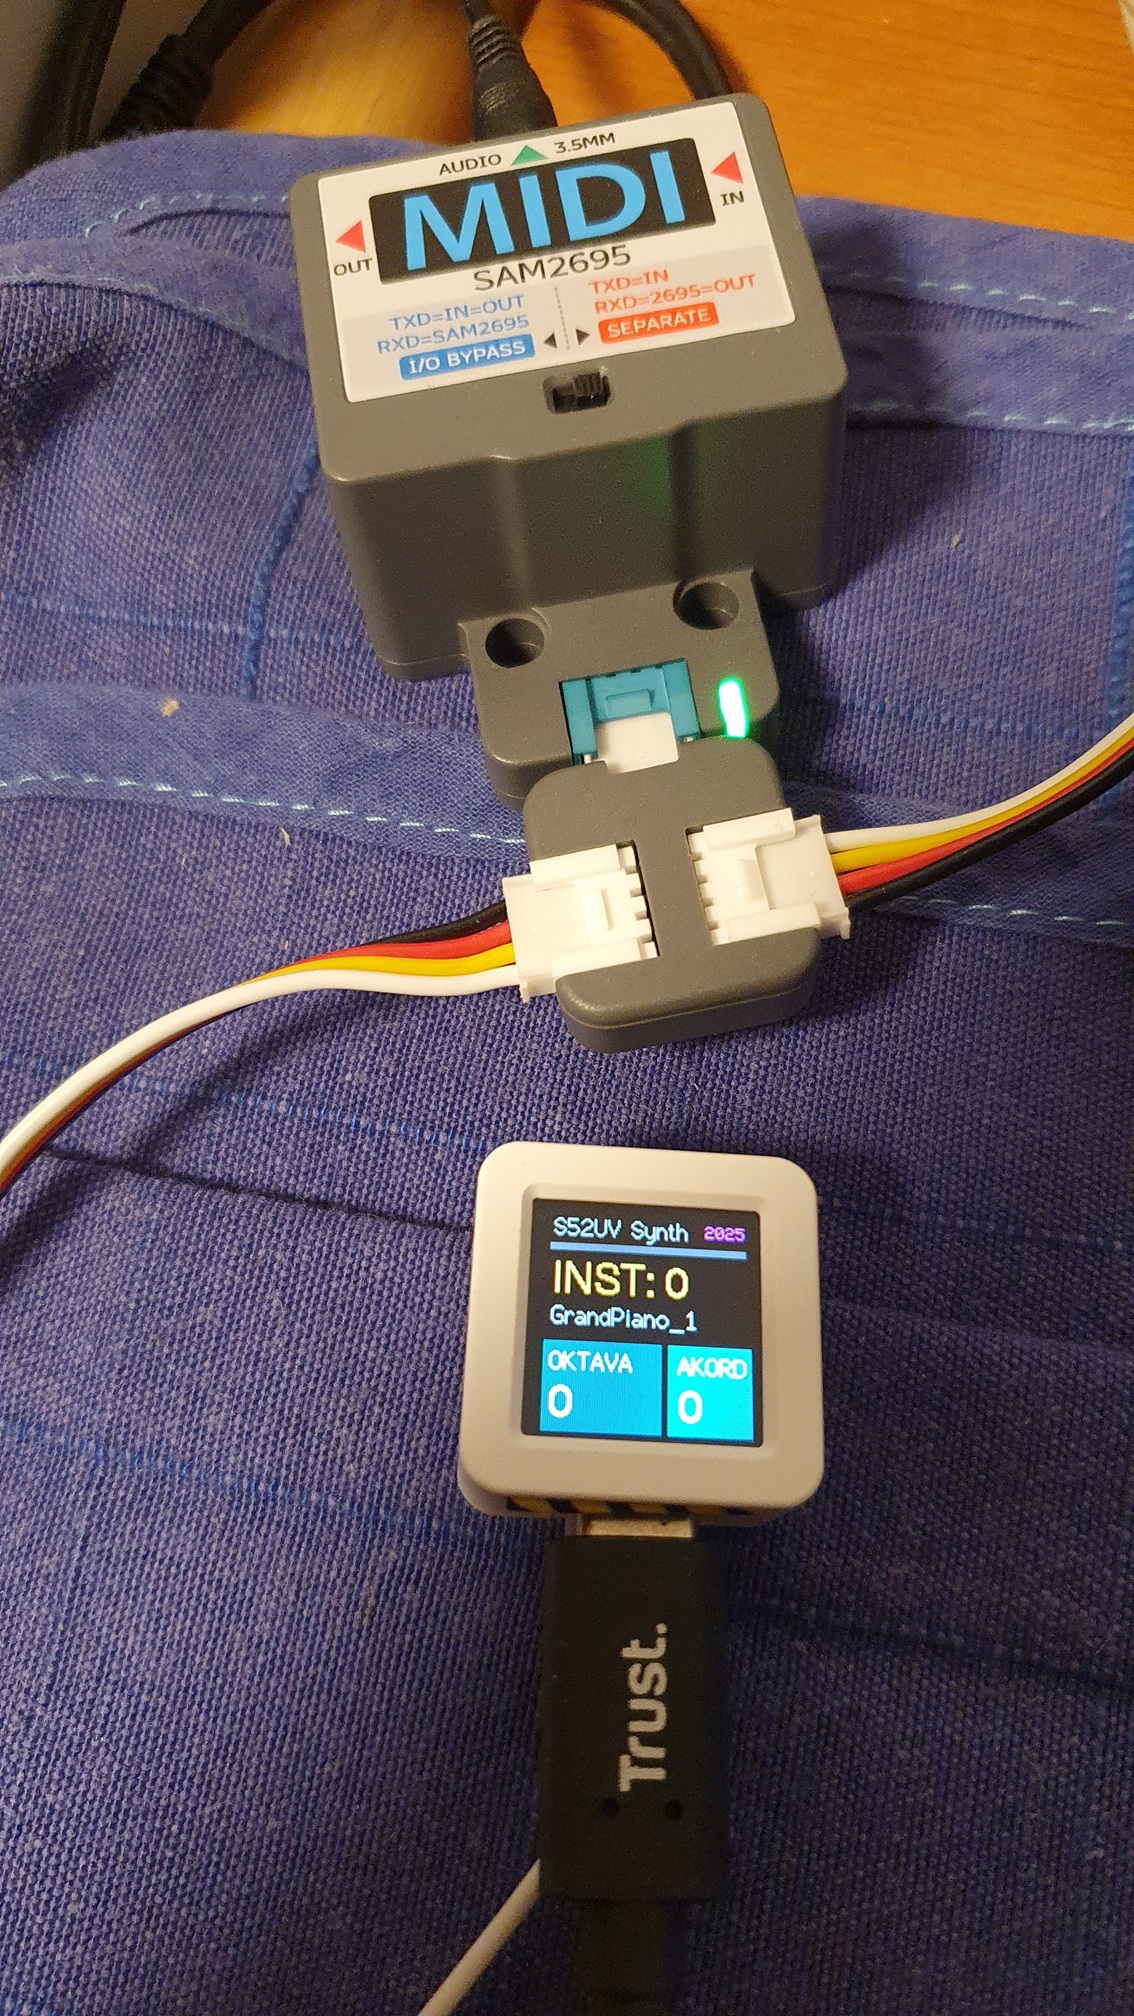 AUDIO 3.5MM
MIDI
OUT
IN
SAM2695
TXD=IN=OUT
RXD=SAM2695
I/O BYPASS
TXD=IN
RXD=2695=OUT
SEPARATE
S52UV Synth 2025
INST: 0
GrandPiano_1
OKTAVA
0
AKORD
0
Trust.